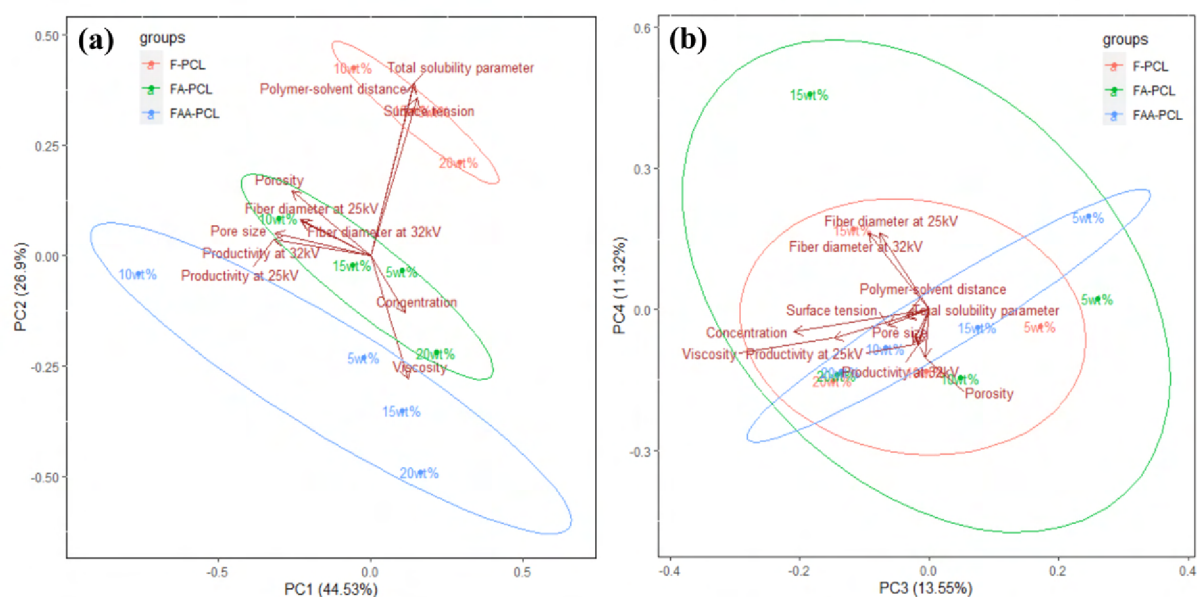 (a)
groups
F-PCL
FA-PCL
FAA-PCL
0.50
0.25
0.00
-0.25
-0.50
PC2 (26.9%)
10wt%
Total solubility parameter
Polymer-solvent distance
Surface tension
20wt%
Porosity
Fiber diameter at 25kV
10wt%
Pore size
Fiber diameter at 32kV
Productivity at 32kV
15wt%
5wt%
Productivity at 25kV
10wt%
Concentration
5wt%
20wt%
Viscosity
15wt%
20wt%
-0.5
0.0
0.5
PC1 (44.53%)
(b)
groups
F-PCL
FA-PCL
FAA-PCL
0.6
0.3
0.0
-0.3
PC4 (11.32%)
15wt%
5wt%
Fiber diameter at 25kV
15wt%
Fiber diameter at 32kV
Polymer-solvent distance
5wt%
Surface tension
Total solubility parameter
Concentration
Pore size
15wt%
5wt%
Viscosity
Productivity at 25kV
10wt%
20wt%
20wt%
20wt%
Productivity at 32kV
10wt%
Porosity
-0.4
-0.2
0.0
0.2
0.4
PC3 (13.55%)